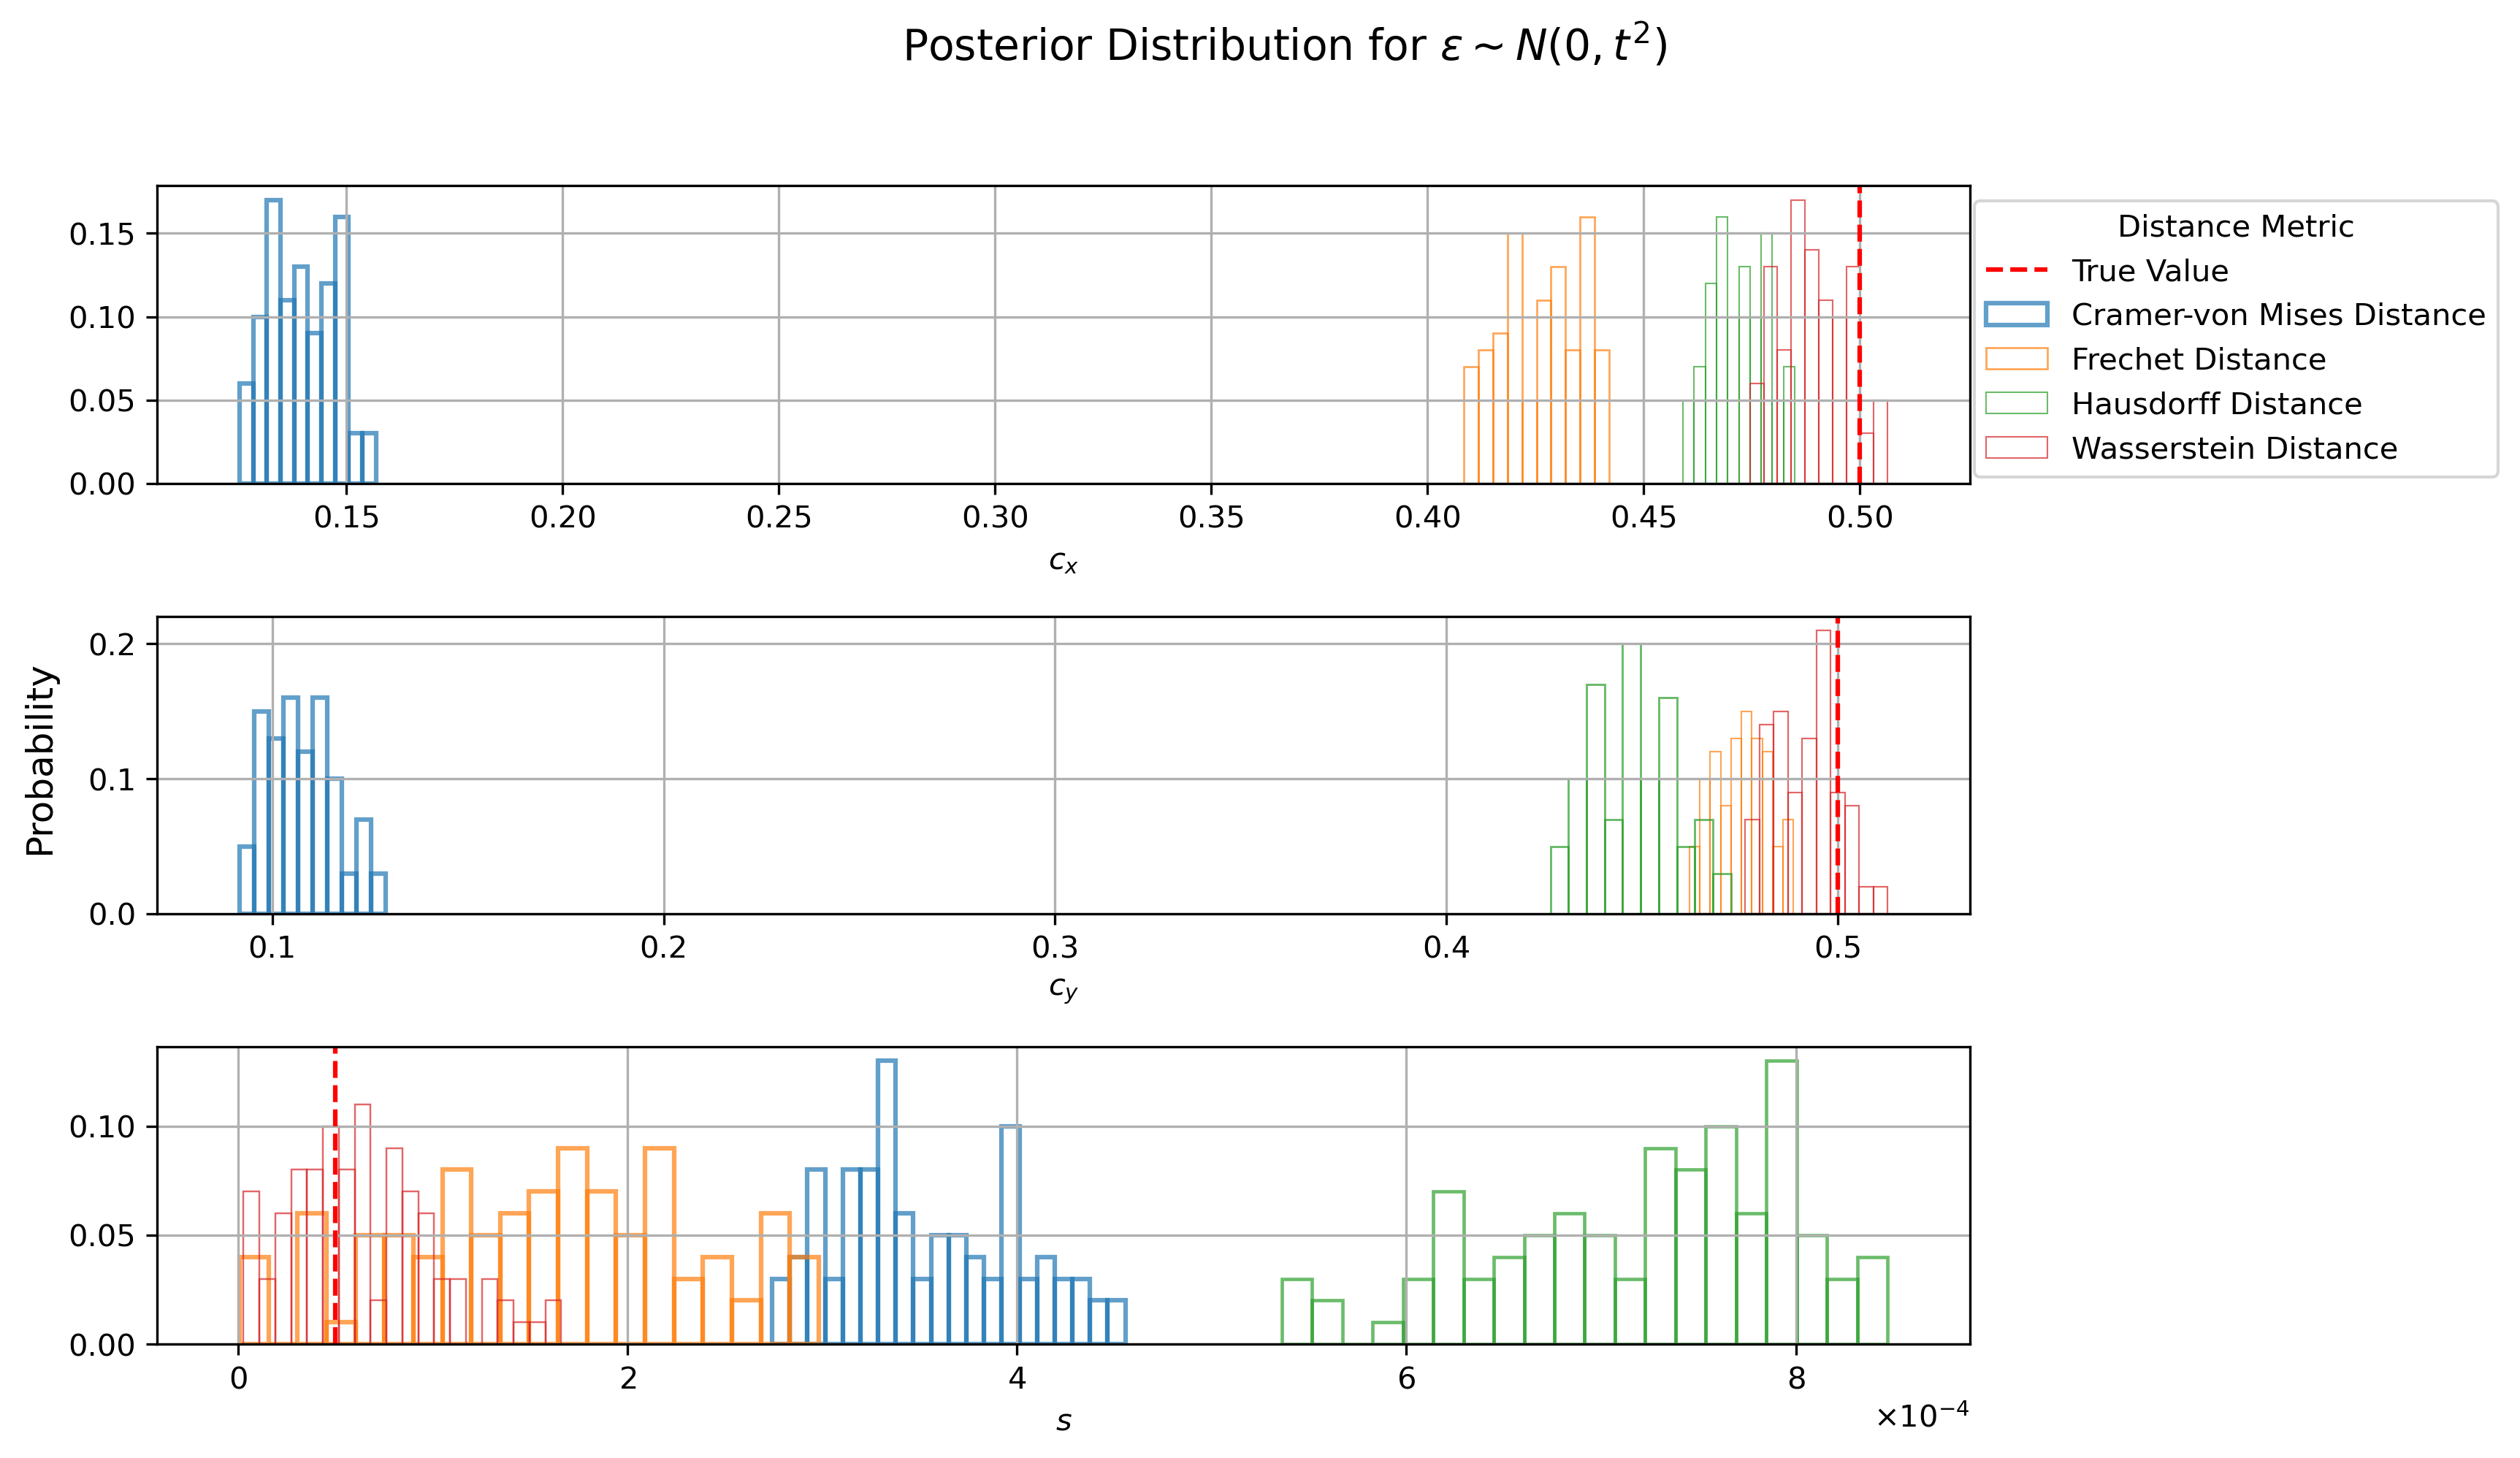 Posterior Distribution for ε ~ N(0, t²)
0.15
0.10
0.05
0.00
0.15 0.20 0.25 0.30 0.35 0.40 0.45 0.50
cₓ
Distance Metric
True Value
Cramer-von Mises Distance
Frechet Distance
Hausdorff Distance
Wasserstein Distance
Probability
0.2
0.1
0.0
0.1 0.2 0.3 0.4 0.5
c_y
0.10
0.05
0.00
0 2 4 6 8
×10⁻⁴
s